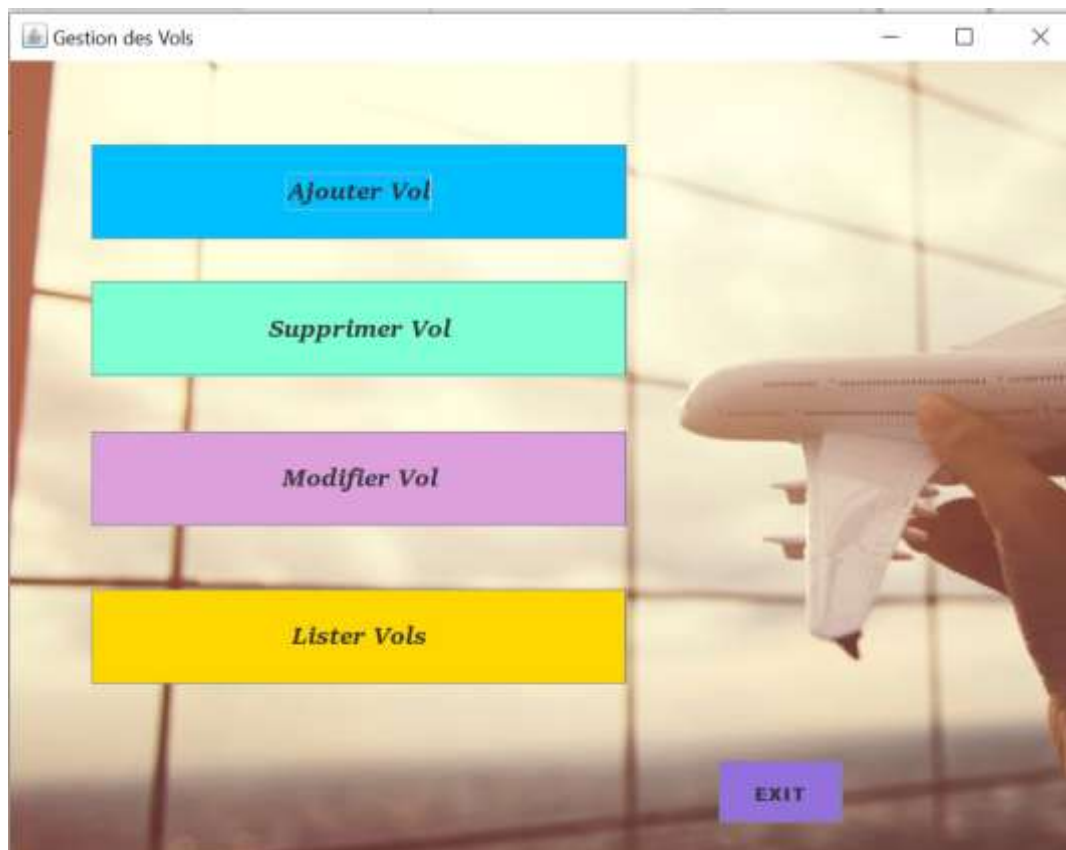 Gestion des Vols
Ajouter Vol
Supprimer Vol
Modifier Vol
Lister Vols
EXIT